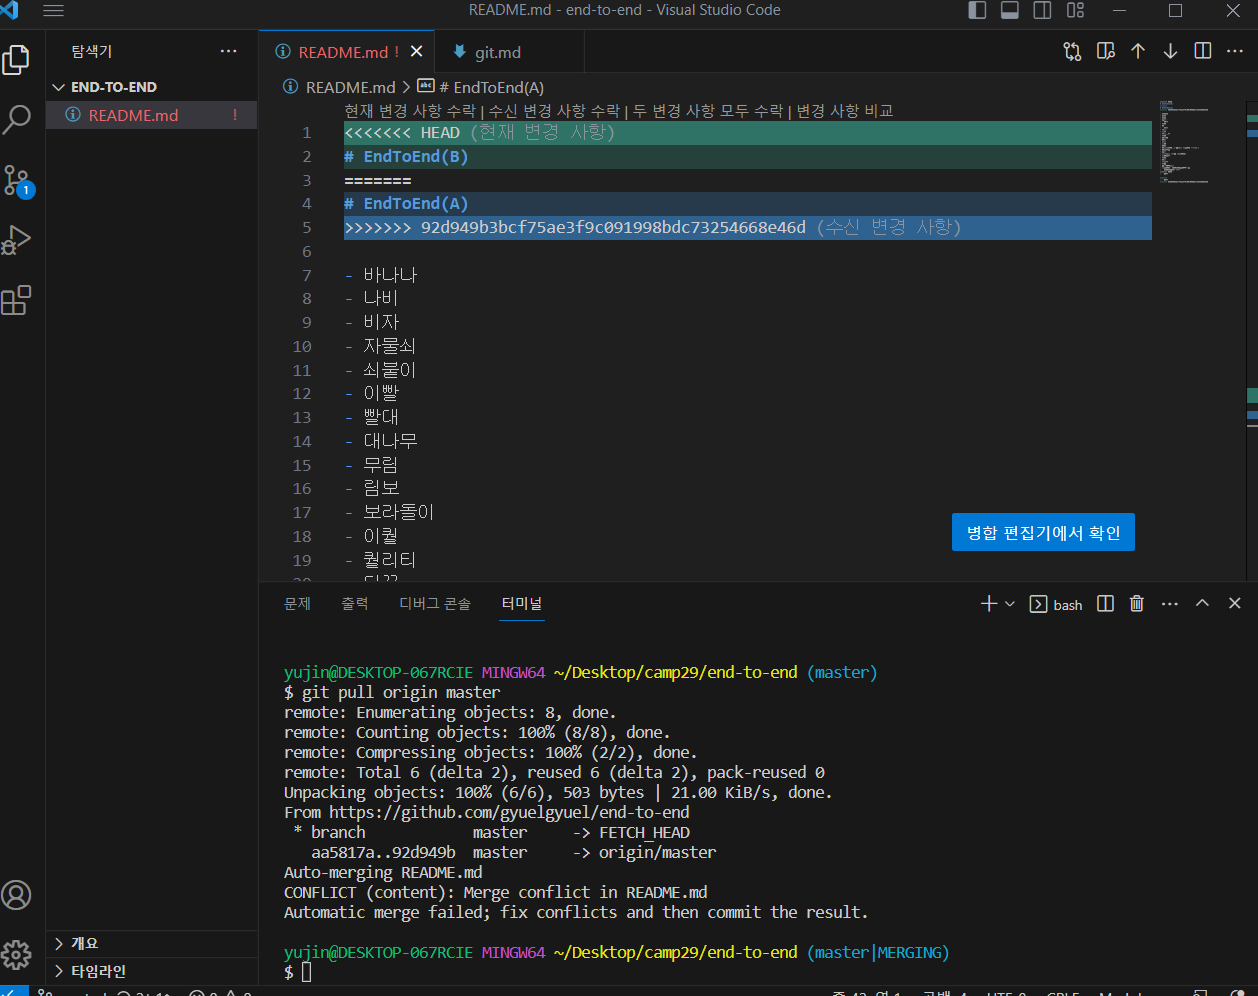 README.md - end-to-end - Visual Studio Code
탐색기 ···
README.md !
git.md
END-TO-END
README.md !
README.md > # EndToEnd(A)
현재 변경 사항 수락 | 수신 변경 사항 수락 | 두 변경 사항 모두 수락 | 변경 사항 비교
1 <<<<<<< HEAD (현재 변경 사항)
2 # EndToEnd(B)
3 =======
4 # EndToEnd(A)
5 >>>>>>> 92d949b3bcf75ae3f9c091998bdc73254668e46d (수신 변경 사항)
6
7 - 바나나
8 - 나비
9 - 비자
10 - 자물쇠
11 - 쇠붙이
12 - 이빨
13 - 빨대
14 - 대나무
15 - 무림
16 - 림보
17 - 보라돌이
18 - 이퀄
19 - 퀄리티
병합 편집기에서 확인
1
문제 출력 디버그 콘솔 터미널
bash
yujin@DESKTOP-067RCIE MINGW64 ~/Desktop/camp29/end-to-end (master)
$ git pull origin master
remote: Enumerating objects: 8, done.
remote: Counting objects: 100% (8/8), done.
remote: Compressing objects: 100% (2/2), done.
remote: Total 6 (delta 2), reused 6 (delta 2), pack-reused 0
Unpacking objects: 100% (6/6), 503 bytes | 21.00 KiB/s, done.
From https://github.com/gyuelgyuel/end-to-end
* branch master -> FETCH_HEAD
aa5817a..92d949b master -> origin/master
Auto-merging README.md
CONFLICT (content): Merge conflict in README.md
Automatic merge failed; fix conflicts and then commit the result.
yujin@DESKTOP-067RCIE MINGW64 ~/Desktop/camp29/end-to-end (master|MERGING)
$
개요
타임라인